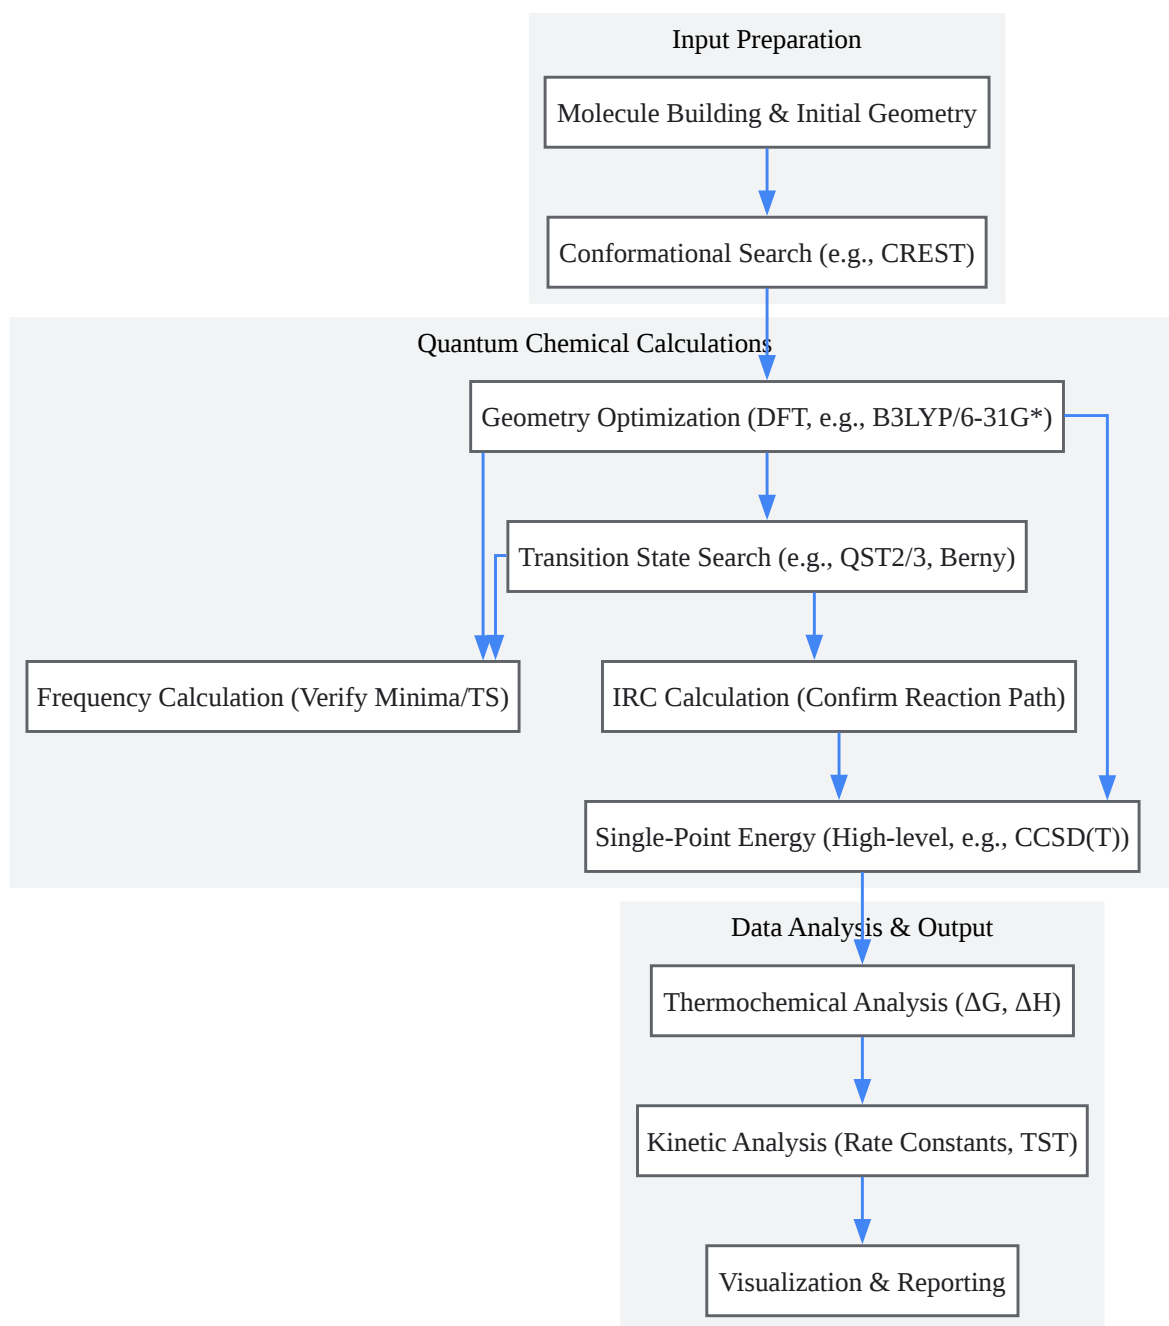 Input Preparation
Molecule Building & Initial Geometry
Conformational Search (e.g., CREST)
Quantum Chemical Calculations
Geometry Optimization (DFT, e.g., B3LYP/6-31G*)
Transition State Search (e.g., QST2/3, Berny)
Frequency Calculation (Verify Minima/TS)
IRC Calculation (Confirm Reaction Path)
Single-Point Energy (High-level, e.g., CCSD(T))
Data Analysis & Output
Thermochemical Analysis (ΔG, ΔH)
Kinetic Analysis (Rate Constants, TST)
Visualization & Reporting